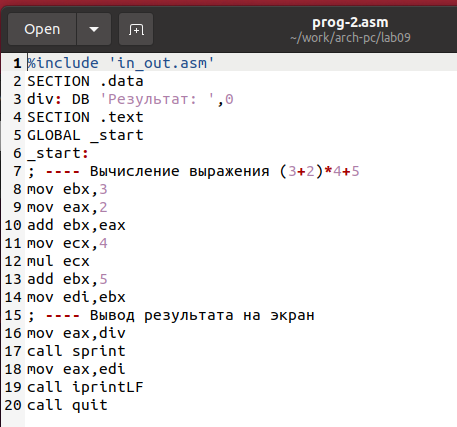 Open
prog-2.asm
~/work/arch-pc/lab09
1 %include 'in_out.asm'
2 SECTION .data
3 div: DB 'Результат: ',0
4 SECTION .text
5 GLOBAL _start
6 _start:
7 ; ---- Вычисление выражения (3+2)*4+5
8 mov ebx,3
9 mov eax,2
10 add ebx,eax
11 mov ecx,4
12 mul ecx
13 add ebx,5
14 mov edi,ebx
15 ; ---- Вывод результата на экран
16 mov eax,div
17 call sprint
18 mov eax,edi
19 call iprintLF
20 call quit